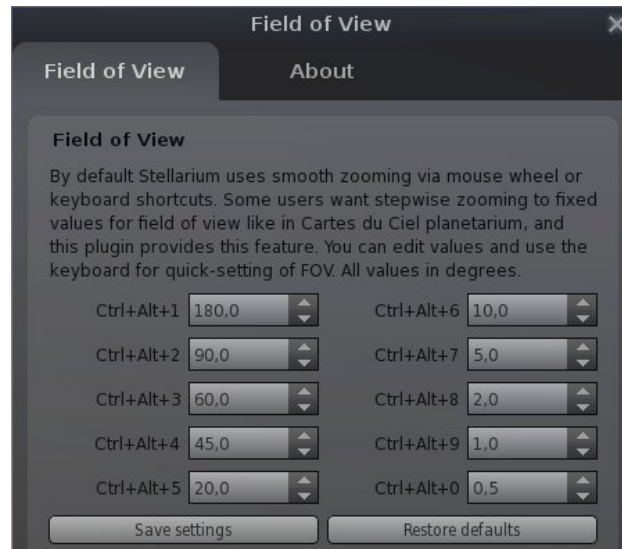 Field of View
Field of View
About
Field of View
By default Stellarium uses smooth zooming via mouse wheel or
keyboard shortcuts. Some users want stepwise zooming to fixed
values for field of view like in Cartes du Ciel planetarium, and
this plugin provides this feature. You can edit values and use the
keyboard for quick-setting of FOV. All values in degrees.
Ctrl+Alt+1 180,0 Ctrl+Alt+6 10,0
Ctrl+Alt+2 90,0 Ctrl+Alt+7 5,0
Ctrl+Alt+3 60,0 Ctrl+Alt+8 2,0
Ctrl+Alt+4 45,0 Ctrl+Alt+9 1,0
Ctrl+Alt+5 20,0 Ctrl+Alt+0 0,5
Save settings Restore defaults